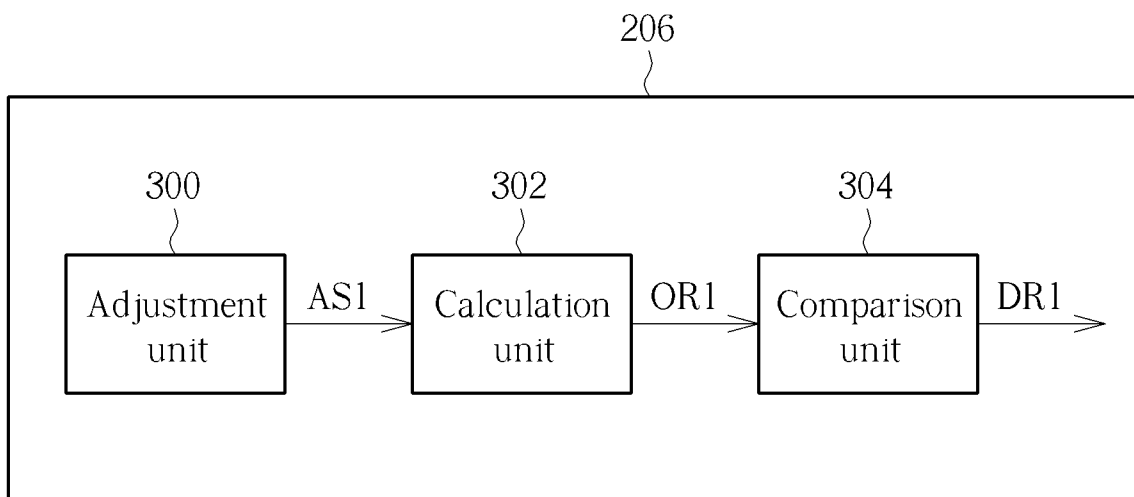 206
300
302
304
Adjustment
unit
AS1
Calculation
unit
OR1
Comparison
unit
DR1